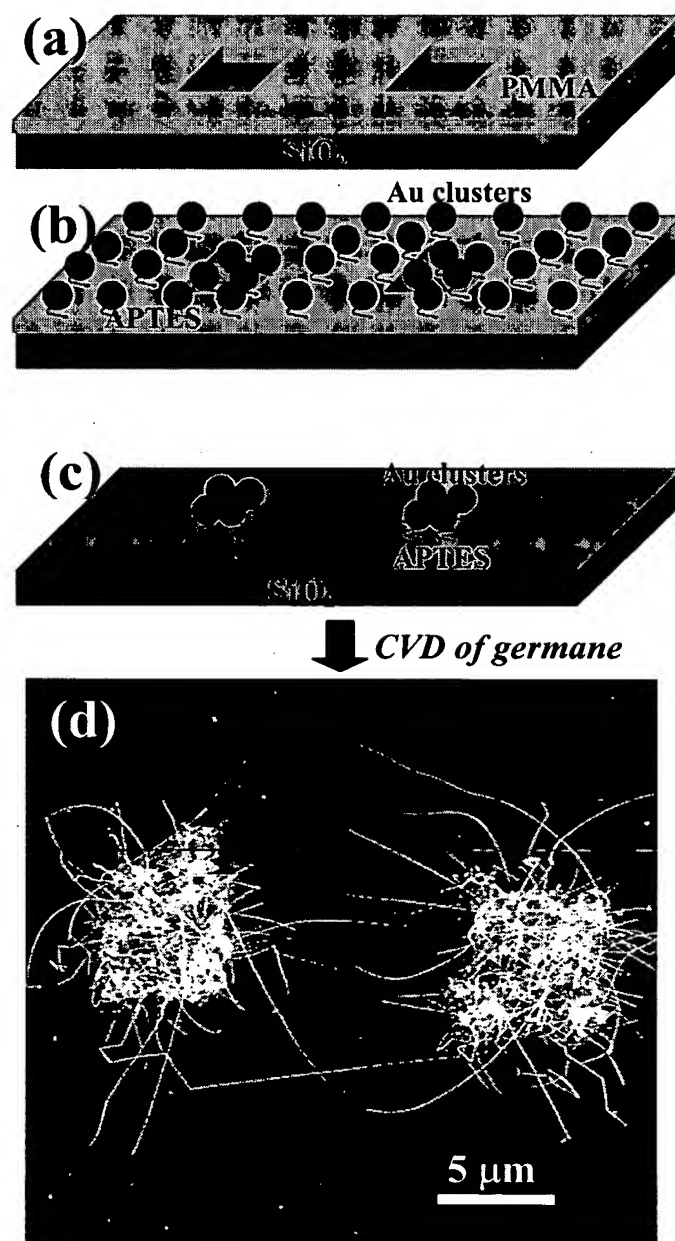 (a)
PMMA
SiO₂
Au clusters
(b)
APTES
(c)
Au clusters
APTES
SiO₂
CVD of germane
(d)
5 μm